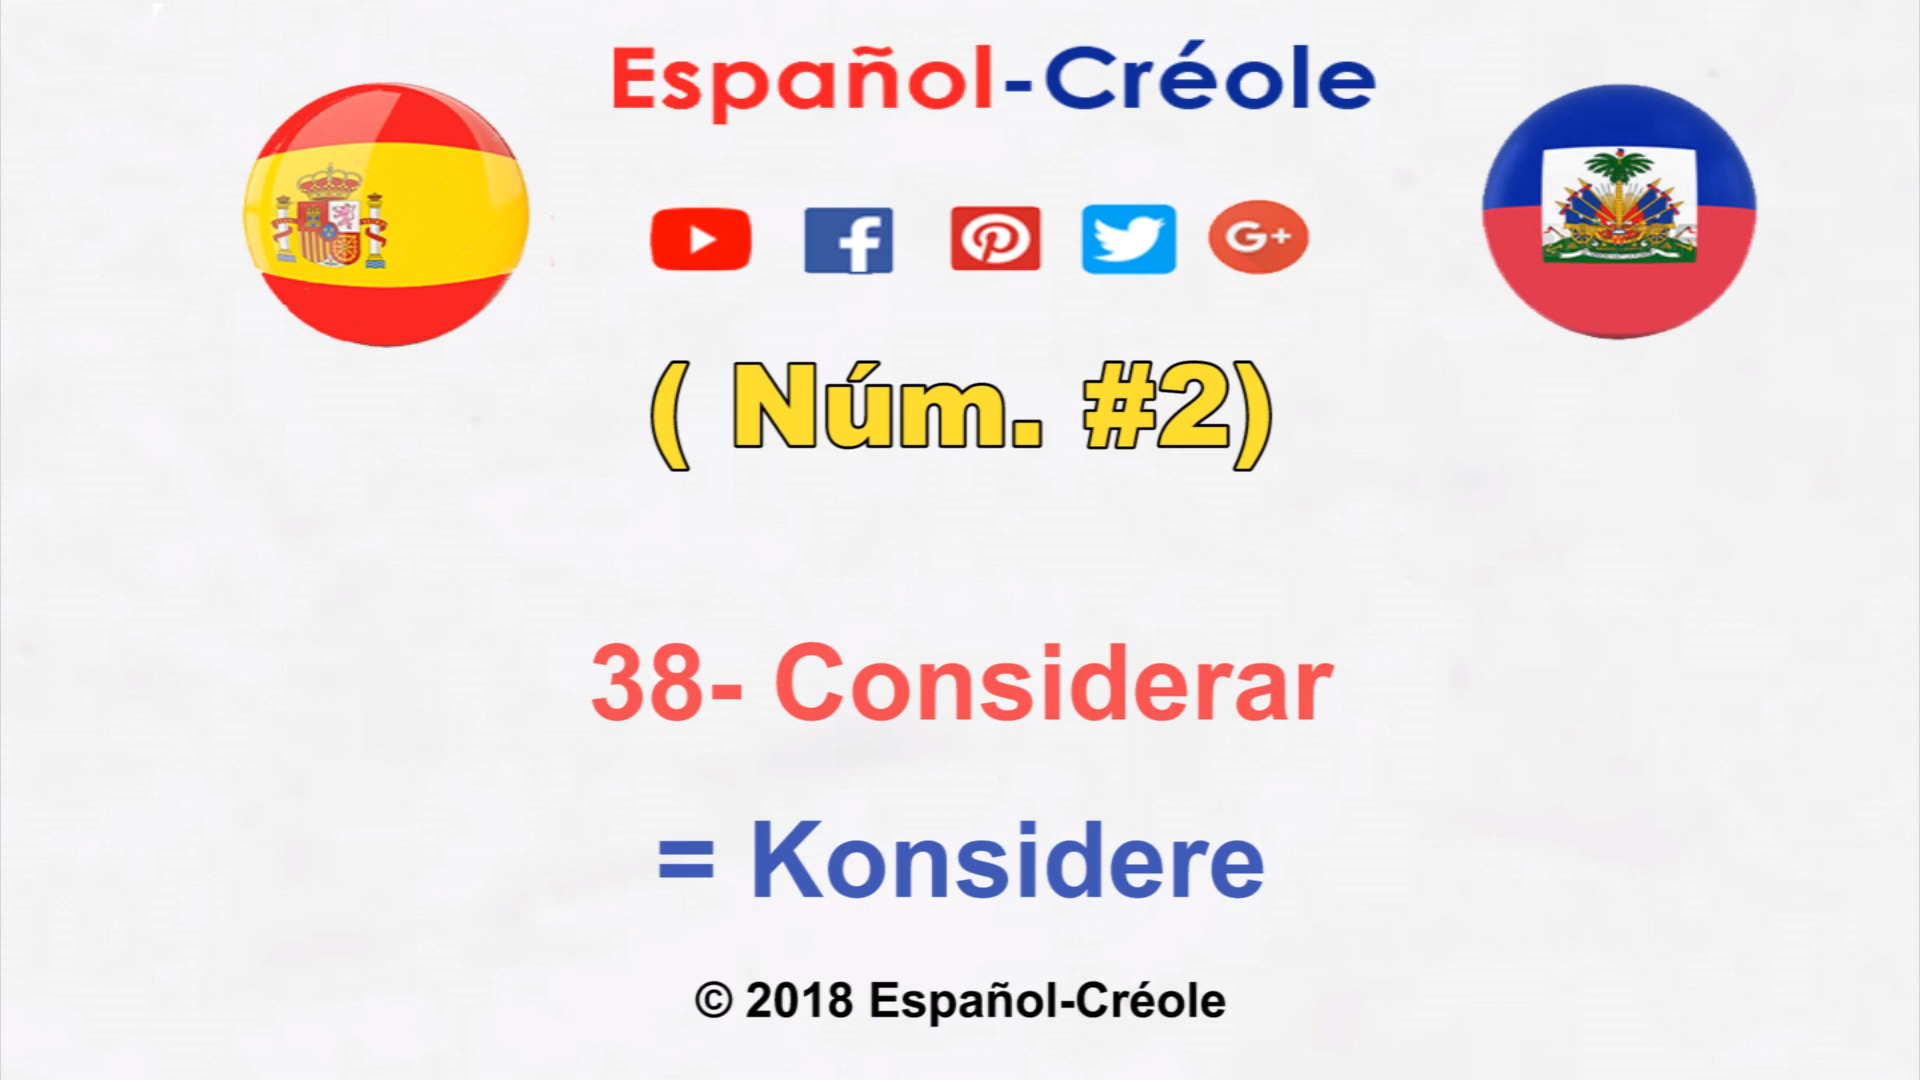 Español-Créole
G+
( Núm. #2)
38- Considerar
= Konsidere
© 2018 Español-Créole